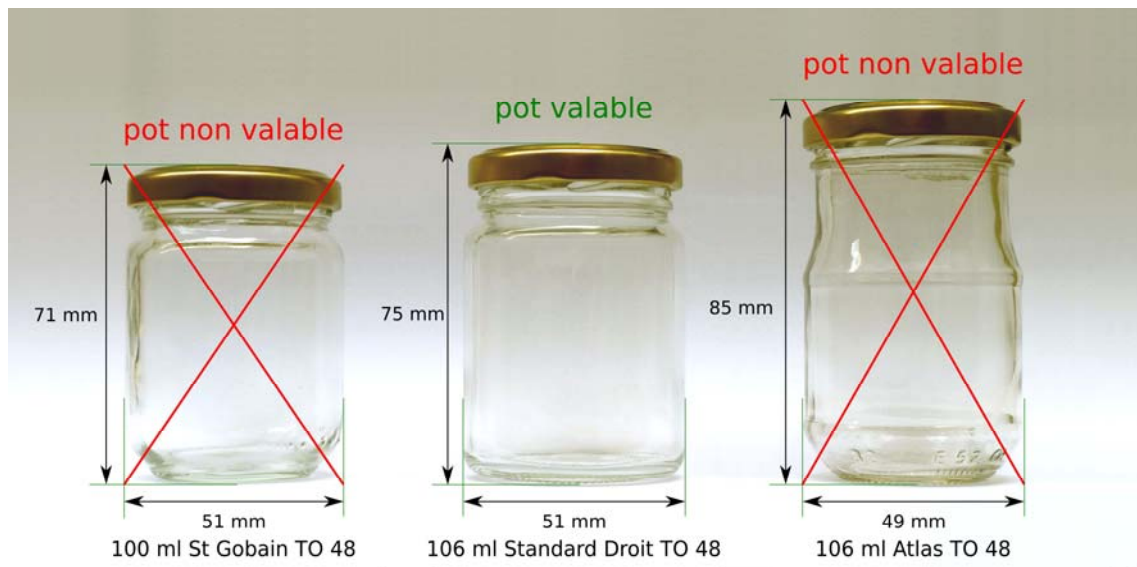 pot non valable
71 mm
51 mm
100 ml St Gobain TO 48
pot valable
75 mm
51 mm
106 ml Standard Droit TO 48
pot non valable
85 mm
49 mm
106 ml Atlas TO 48